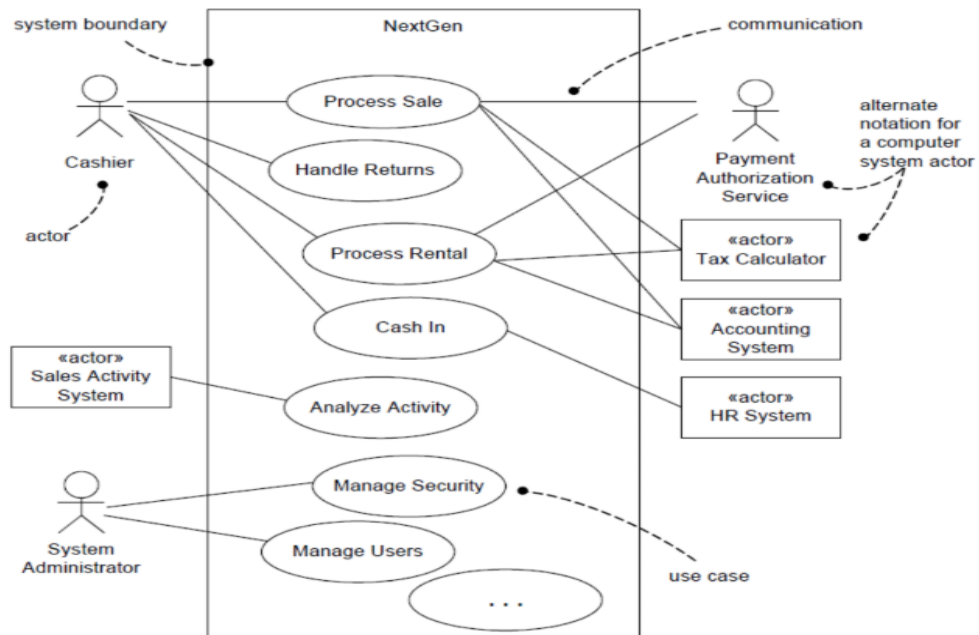 system boundary
NextGen
communication
Process Sale
alternate
notation for
a computer
system actor
Cashier
Handle Returns
Payment
Authorization
Service
actor
Process Rental
«actor»
Tax Calculator
Cash In
«actor»
Accounting
System
«actor»
Sales Activity
System
Analyze Activity
«actor»
HR System
Manage Security
System
Administrator
Manage Users
use case
...